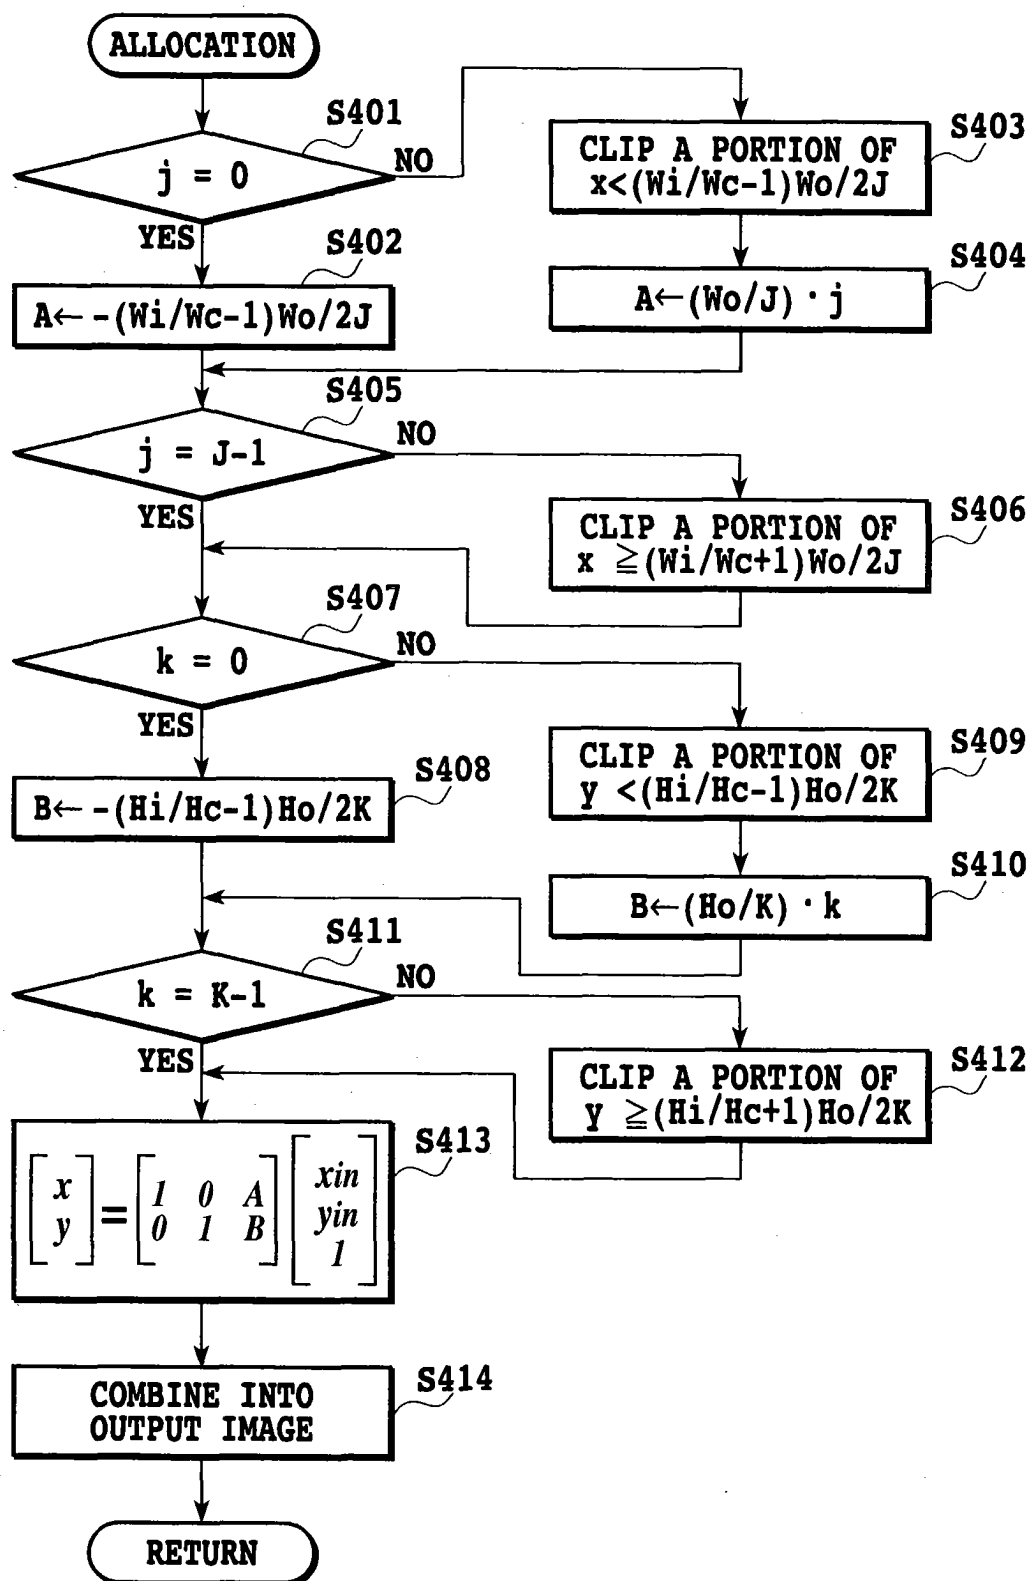 ALLOCATION
S401
j = 0
NO
YES
S403
CLIP A PORTION OF
x<(Wi/Wc-1)Wo/2J
S402
A←-(Wi/Wc-1)Wo/2J
S404
A←(Wo/J)·j
S405
j = J-1
NO
YES
S406
CLIP A PORTION OF
x ≧(Wi/Wc+1)Wo/2J
S407
k = 0
NO
YES
S408
B←-(Hi/Hc-1)Ho/2K
S409
CLIP A PORTION OF
y <(Hi/Hc-1)Ho/2K
S410
B←(Ho/K)·k
S411
k = K-1
NO
YES
S412
CLIP A PORTION OF
y ≧(Hi/Hc+1)Ho/2K
S413
[x y] = [1 0 A 0 1 B] [xin yin 1]
S414
COMBINE INTO
OUTPUT IMAGE
RETURN